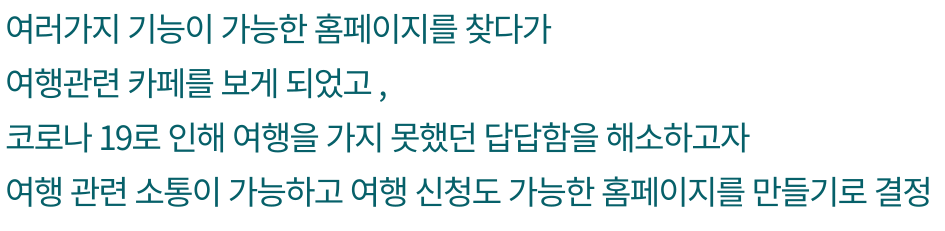 여러가지 기능이 가능한 홈페이지를 찾다가
여행관련 카페를 보게 되었고 ,
코로나 19로 인해 여행을 가지 못했던 답답함을 해소하고자
여행 관련 소통이 가능하고 여행 신청도 가능한 홈페이지를 만들기로 결정